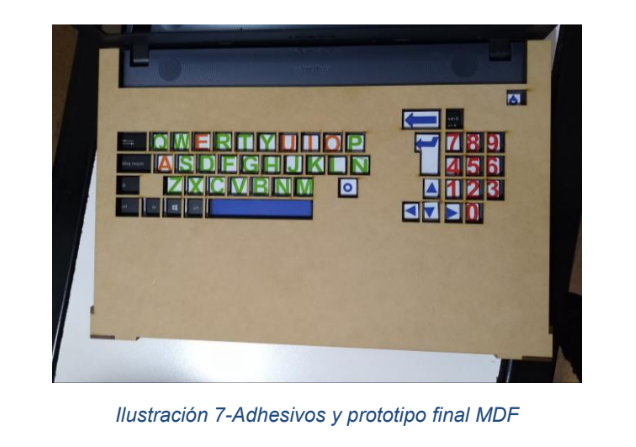 7 8 9
Q W E R T Y U I O P
4 5 6
A S D F G H J K L Ñ
1 2 3
Z X C V B N M
0
Ilustración 7-Adhesivos y prototipo final MDF